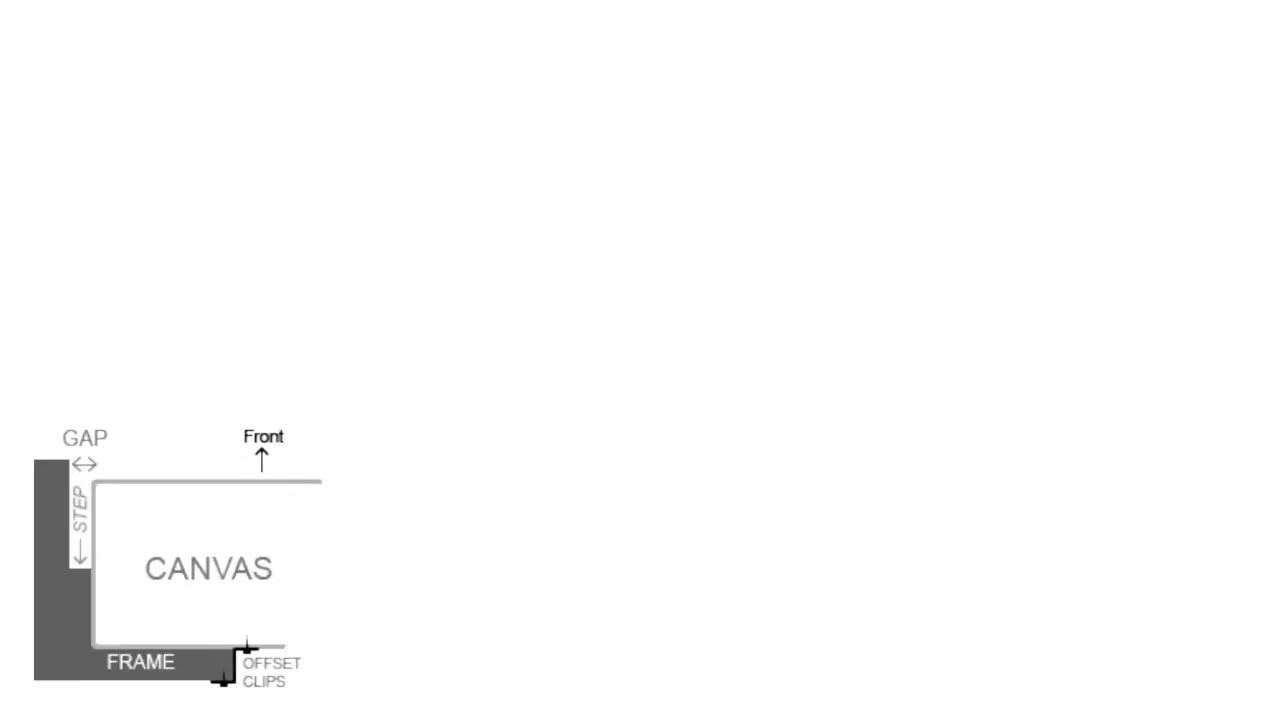 GAP
Front
STEP
CANVAS
FRAME
OFFSET
CLIPS